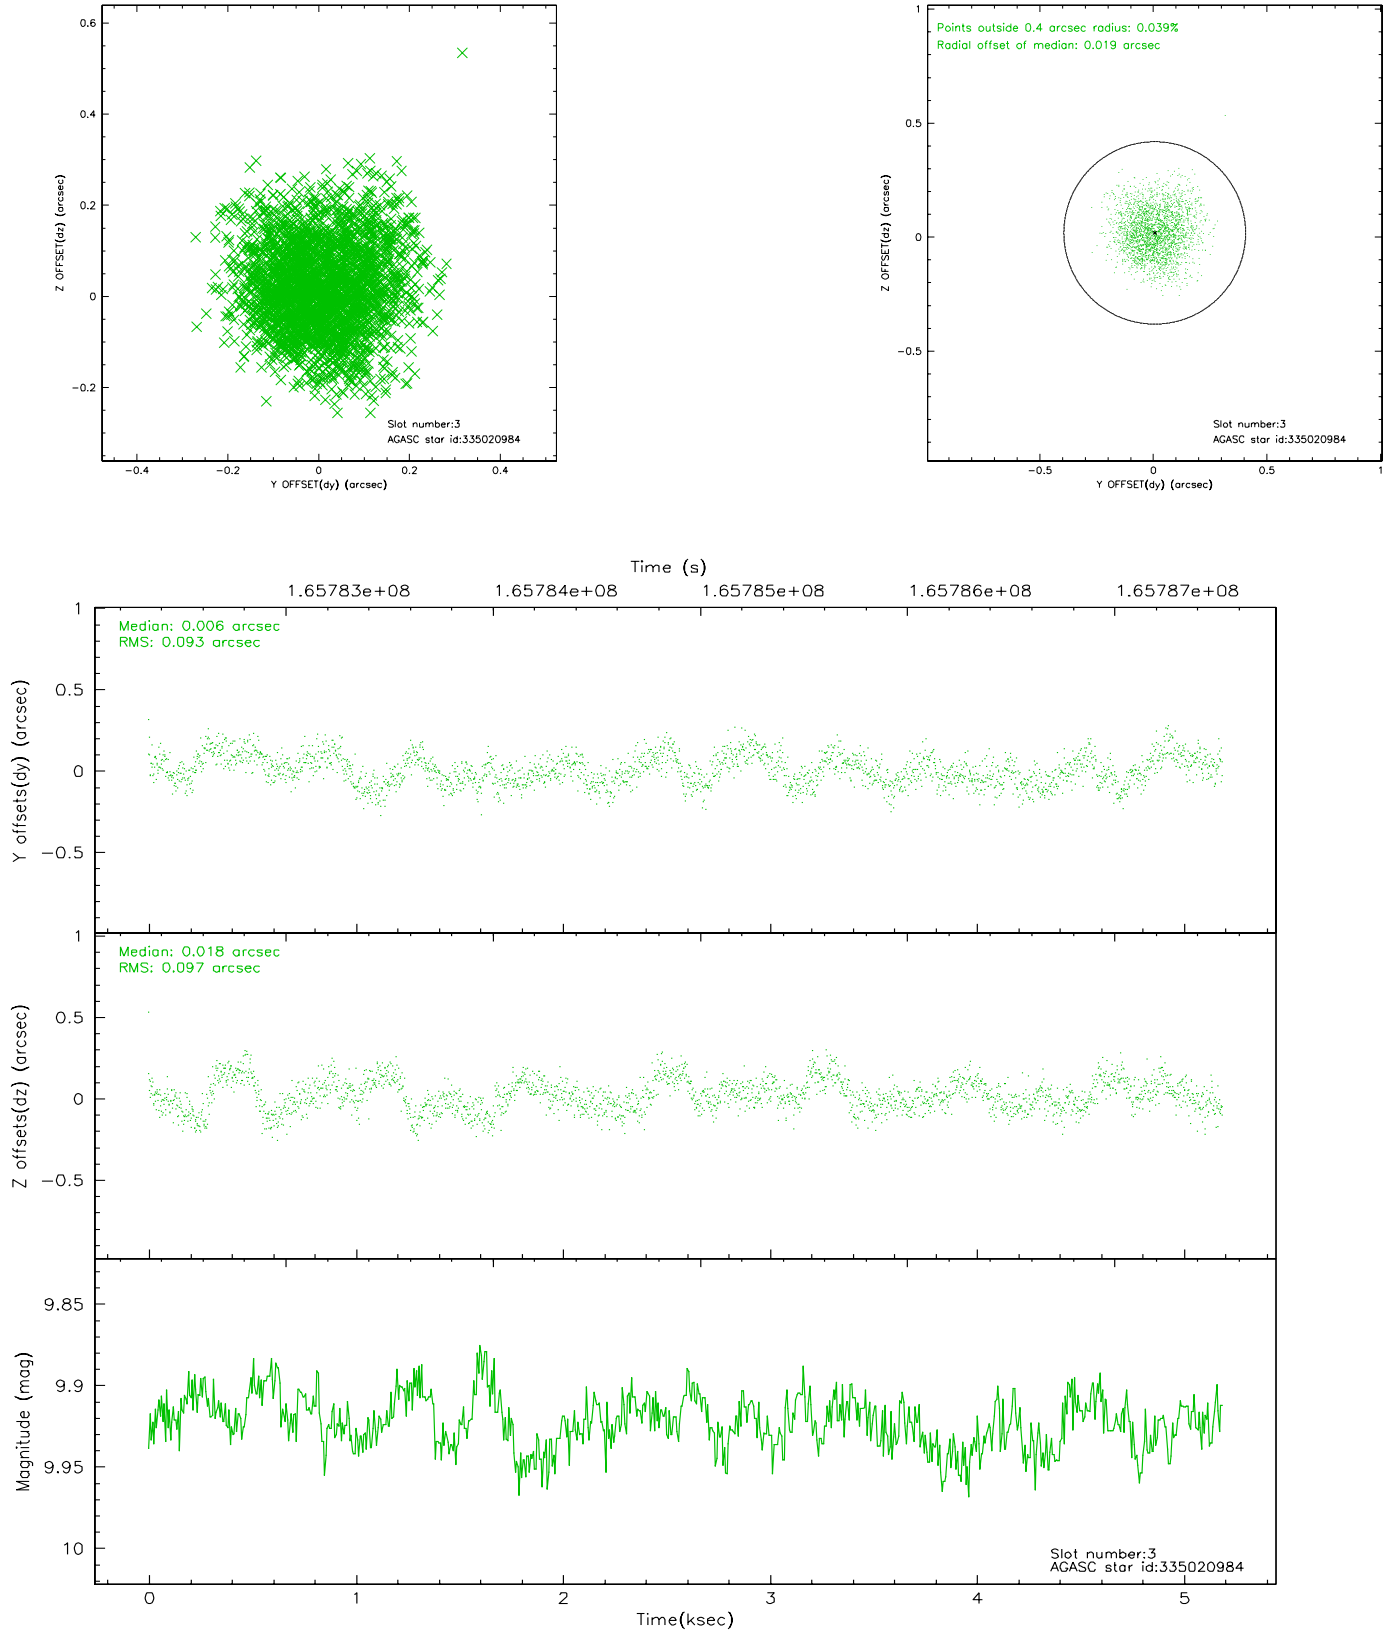 0.6
0.4
0.2
0
−0.2
Z OFFSET(dz) (arcsec)
−0.4
−0.2
0
0.2
0.4
Y OFFSET(dy) (arcsec)
Slot number:3
AGASC star id:335020984
Points outside 0.4 arcsec radius: 0.039%
Radial offset of median: 0.019 arcsec
1
0.5
0
−0.5
Z OFFSET(dz) (arcsec)
−0.5
0
0.5
1
Y OFFSET(dy) (arcsec)
Slot number:3
AGASC star id:335020984
Time (s)
1.65783e+08
1.65784e+08
1.65785e+08
1.65786e+08
1.65787e+08
Median: 0.006 arcsec
RMS: 0.093 arcsec
1
0.5
0
−0.5
Y offsets(dy) (arcsec)
Median: 0.018 arcsec
RMS: 0.097 arcsec
1
0.5
0
−0.5
Z offsets(dz) (arcsec)
9.85
9.9
9.95
10
Magnitude (mag)
Slot number:3
AGASC star id:335020984
0
1
2
3
4
5
Time(ksec)